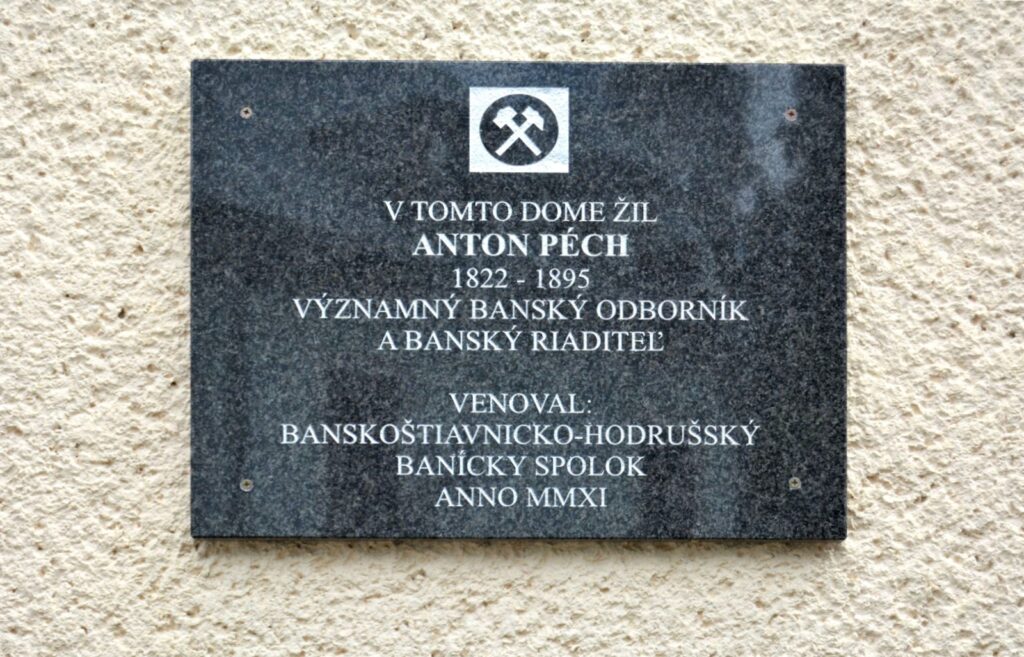 V TOMTO DOME ŽIL
ANTON PÉCH
1822 - 1895
VÝZNAMNÝ BANSKÝ ODBORNÍK
A BANSKÝ RIADITEĽ
VENOVAL:
BANSKOŠTIAVNICKO-HODRUŠSKÝ
BANÍCKY SPOLOK
ANNO MMXI